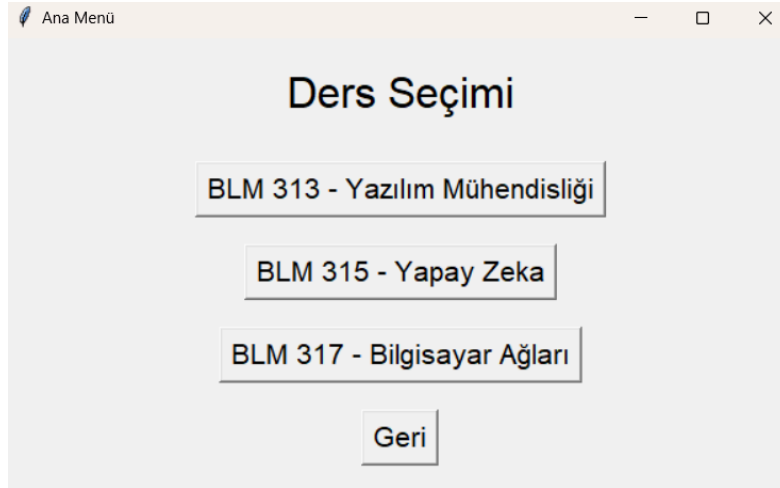 Ana Menü
Ders Seçimi
BLM 313 - Yazılım Mühendisliği
BLM 315 - Yapay Zeka
BLM 317 - Bilgisayar Ağları
Geri